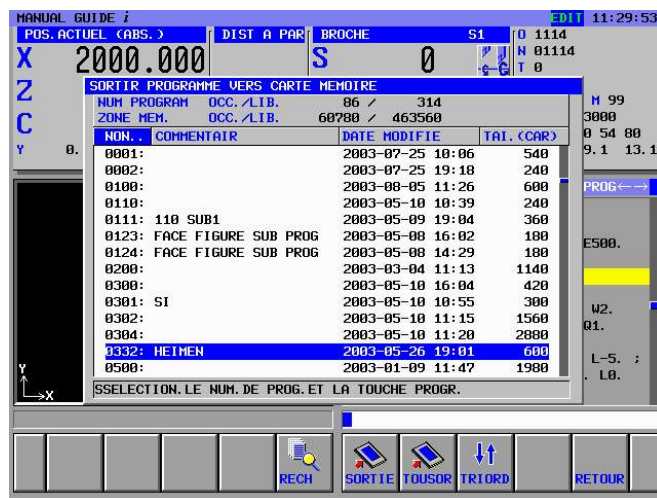 MANUAL GUIDE i EDIT 11:29:53
POS.ACTUEL (ABS.) DIST A PAR BROCHE S1 O 1114
X 2000.000 S 0 N 01114
T 0
Z
C
Y 0.
M 99
3000
0 54 80
9.1 13.1
SORTIR PROGRAMME VERS CARTE MEMOIRE
NUM PROGRAM OCC./LIB. 86 / 314
ZONE MEM. OCC./LIB. 60780 / 463560
NON.. COMMENTAIR DATE MODIFIE TAI.(CAR)
0001: 2003-07-25 10:06 540
0002: 2003-07-25 19:18 240
0100: 2003-08-05 11:26 600
0110: 2003-05-10 10:39 240
0111: 110 SUB1 2003-05-09 19:04 360
0123: FACE FIGURE SUB PROG 2003-05-08 16:02 180
0124: FACE FIGURE SUB PROG 2003-05-08 14:29 180
0200: 2003-03-04 11:13 1140
0300: 2003-05-10 16:04 420
0301: SI 2003-05-10 10:55 300
0302: 2003-05-10 11:15 1560
0304: 2003-05-10 11:20 2880
0332: HEIMEN 2003-05-26 19:01 600
0500: 2003-01-09 11:47 1980
SSELECTION.LE NUM.DE PROG.ET LA TOUCHE PROGR.
PROG←→
E500.
W2.
Q1.
L-5. ;
. L0.
Y
X
RECH SORTIE TOUSOR TRIORD RETOUR